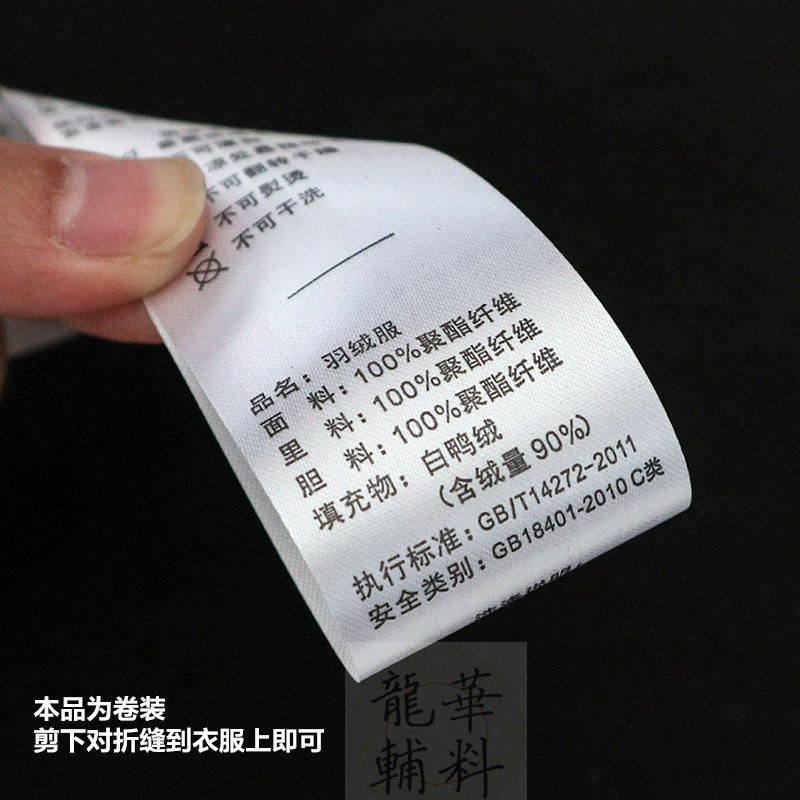 不可翻转干燥
不可熨烫
不可干洗
品名：羽绒服
面 料：100%聚酯纤维
里 料：100%聚酯纤维
胆 料：100%聚酯纤维
填充物：白鸭绒
（含绒量 90%）
执行标准：GB/T14272-2011
安全类别：GB18401-2010 C类
本品为卷装
剪下对折缝到衣服上即可
龍華
輔料